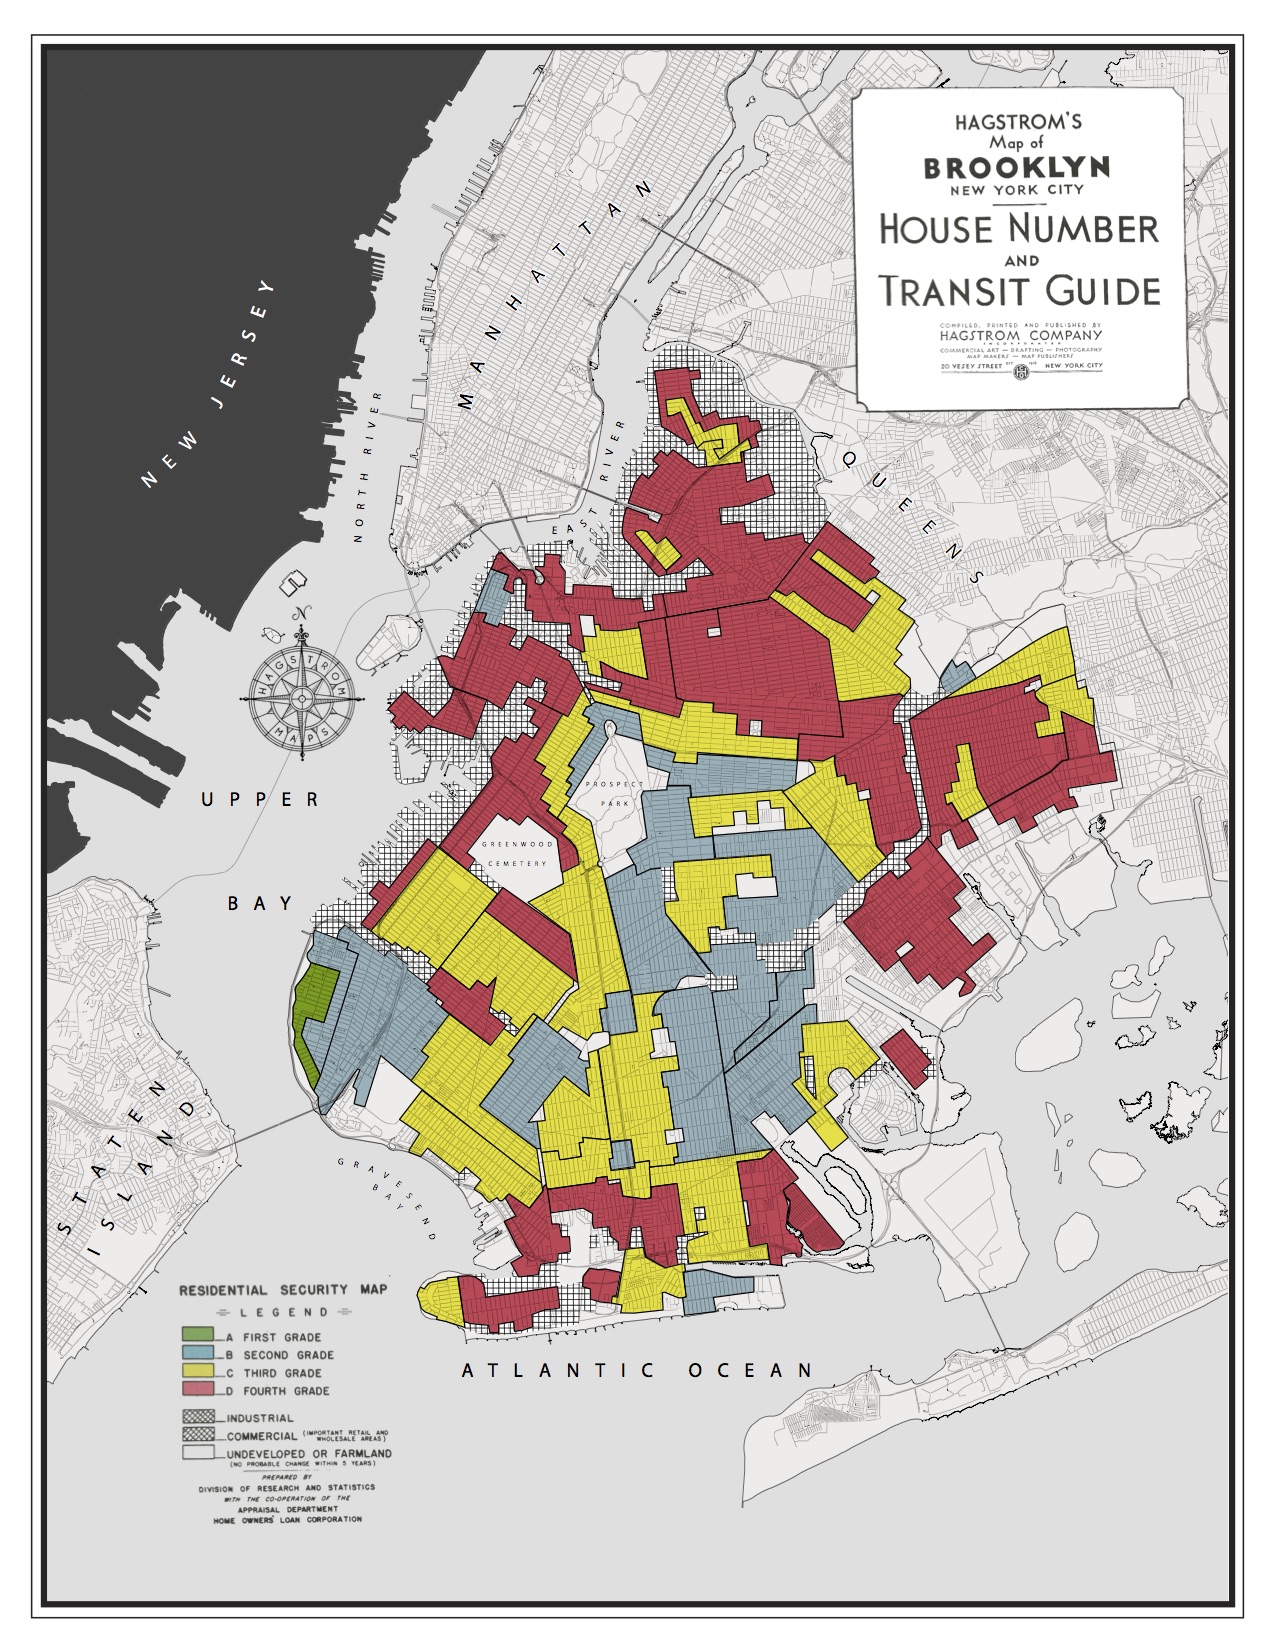 HAGSTROM'S
Map of
BROOKLYN
NEW YORK CITY
HOUSE NUMBER
AND
TRANSIT GUIDE
COMPILED, PRINTED AND PUBLISHED BY
HAGSTROM COMPANY
INCORPORATED
COMMERCIAL ART — DRAFTING — PHOTOGRAPHY
MAP MAKERS — MAP PUBLISHERS
20 VESEY STREET
NEW YORK CITY
MANHATTAN
NEW JERSEY
NORTH RIVER
EAST RIVER
QUEENS
N
HAGSTROM MAPS
UPPER
BAY
PROSPECT
PARK
GREENWOOD
CEMETERY
STATEN
ISLAND
GRAVESEND
BAY
ATLANTIC OCEAN
RESIDENTIAL SECURITY MAP
LEGEND
A FIRST GRADE
B SECOND GRADE
C THIRD GRADE
D FOURTH GRADE
INDUSTRIAL
COMMERCIAL (IMPORTANT RETAIL AND
WHOLESALE AREAS)
UNDEVELOPED OR FARMLAND
(NO PROBABLE CHANGE WITHIN 5 YEARS)
PREPARED BY
DIVISION OF RESEARCH AND STATISTICS
WITH THE CO-OPERATION OF THE
APPRAISAL DEPARTMENT
HOME OWNERS' LOAN CORPORATION